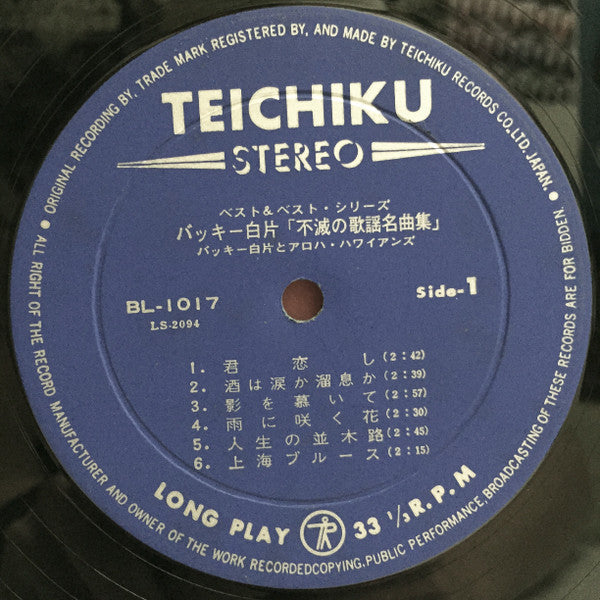 ● ORIGINAL RECORDING BY, TRADE MARK REGISTERED BY, AND MADE BY TEICHIKU RECORDS CO.,LTD.JAPAN. ●
TEICHIKU
STEREO
ベスト&ベスト・シリーズ
バッキー白片「不滅の歌謡名曲集」
バッキー白片とアロハ・ハワイアンズ
BL-1017
LS-2094
Side-1
1. 君恋し(2:42)
2. 酒は涙か溜息か(2:39)
3. 影を慕いて(2:57)
4. 雨に咲く花(2:30)
5. 人生の並木路(2:45)
6. 上海ブルース(2:15)
LONG PLAY 33 1/3 R.P.M
ALL RIGHT OF THE RECORD MANUFACTURER AND OWNER OF THE WORK RECORDEDCOPYING,PUBLIC PERFORMANCE,BROADCASTING OF THESE RECORDS ARE FOR BIDDEN.